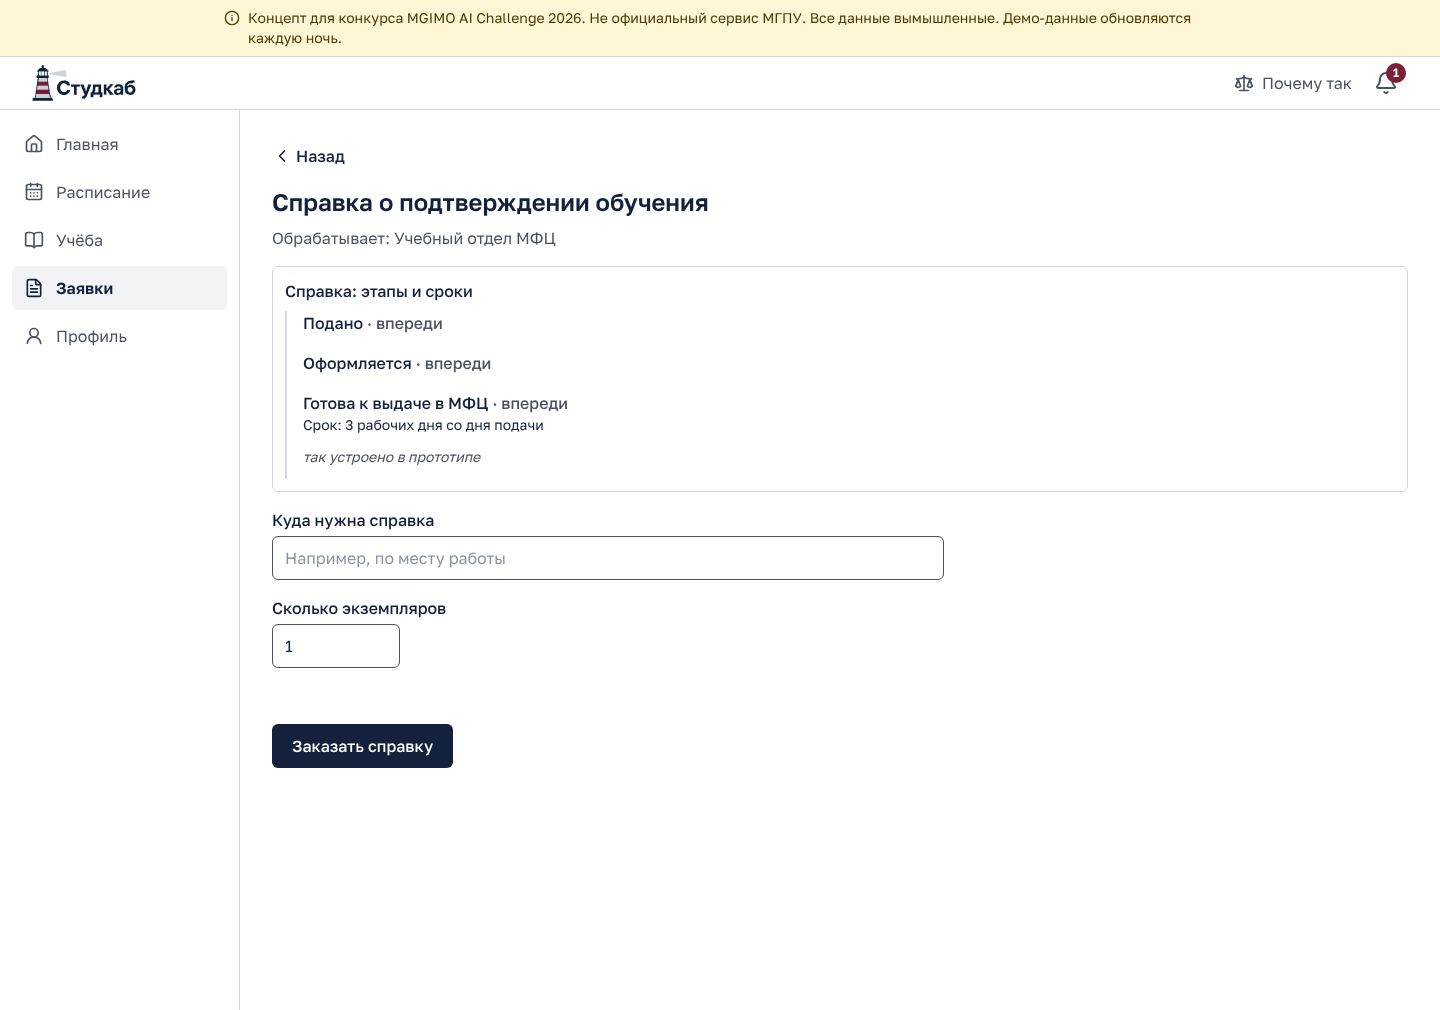 Концепт для конкурса MGIMO AI Challenge 2026. Не официальный сервис МГПУ. Все данные вымышленные. Демо-данные обновляются
каждую ночь.
Студкаб
Почему так
1
Главная
Расписание
Учёба
Заявки
Профиль
Назад
Справка о подтверждении обучения
Обрабатывает: Учебный отдел МФЦ
Справка: этапы и сроки
Подано · впереди
Оформляется · впереди
Готова к выдаче в МФЦ · впереди
Срок: 3 рабочих дня со дня подачи
так устроено в прототипе
Куда нужна справка
Например, по месту работы
Сколько экземпляров
1
Заказать справку